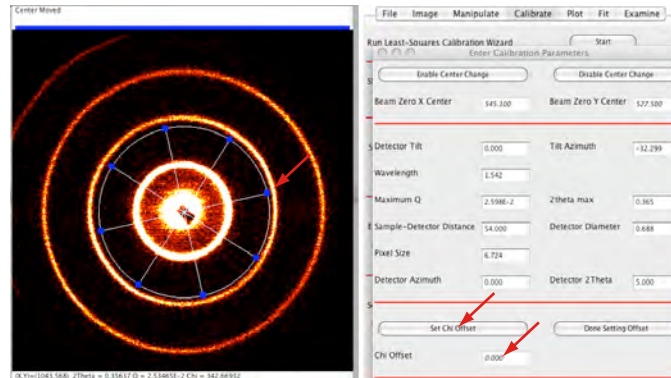 Center Moved
(X,Y)=(1043,568) 2Theta = 0.35637 Q = 2.53465E-2 Chi = 342.66952
File Image Manipulate Calibrate Plot Fit Examine
Run Least-Squares Calibration Wizard Start
Enter Calibration Parameters
Enable Center Change Disable Center Change
Beam Zero X Center 545.100 Beam Zero Y Center 527.500
Detector Tilt 0.000 Tilt Azimuth -32.299
Wavelength 1.542
Maximum Q 2.598E-2 2theta max 0.365
Sample-Detector Distance 54.000 Detector Diameter 0.688
Pixel Size 6.724
Detector Azimuth 0.000 Detector 2Theta 5.000
Set Chi Offset Done Setting Offset
Chi Offset 0.000